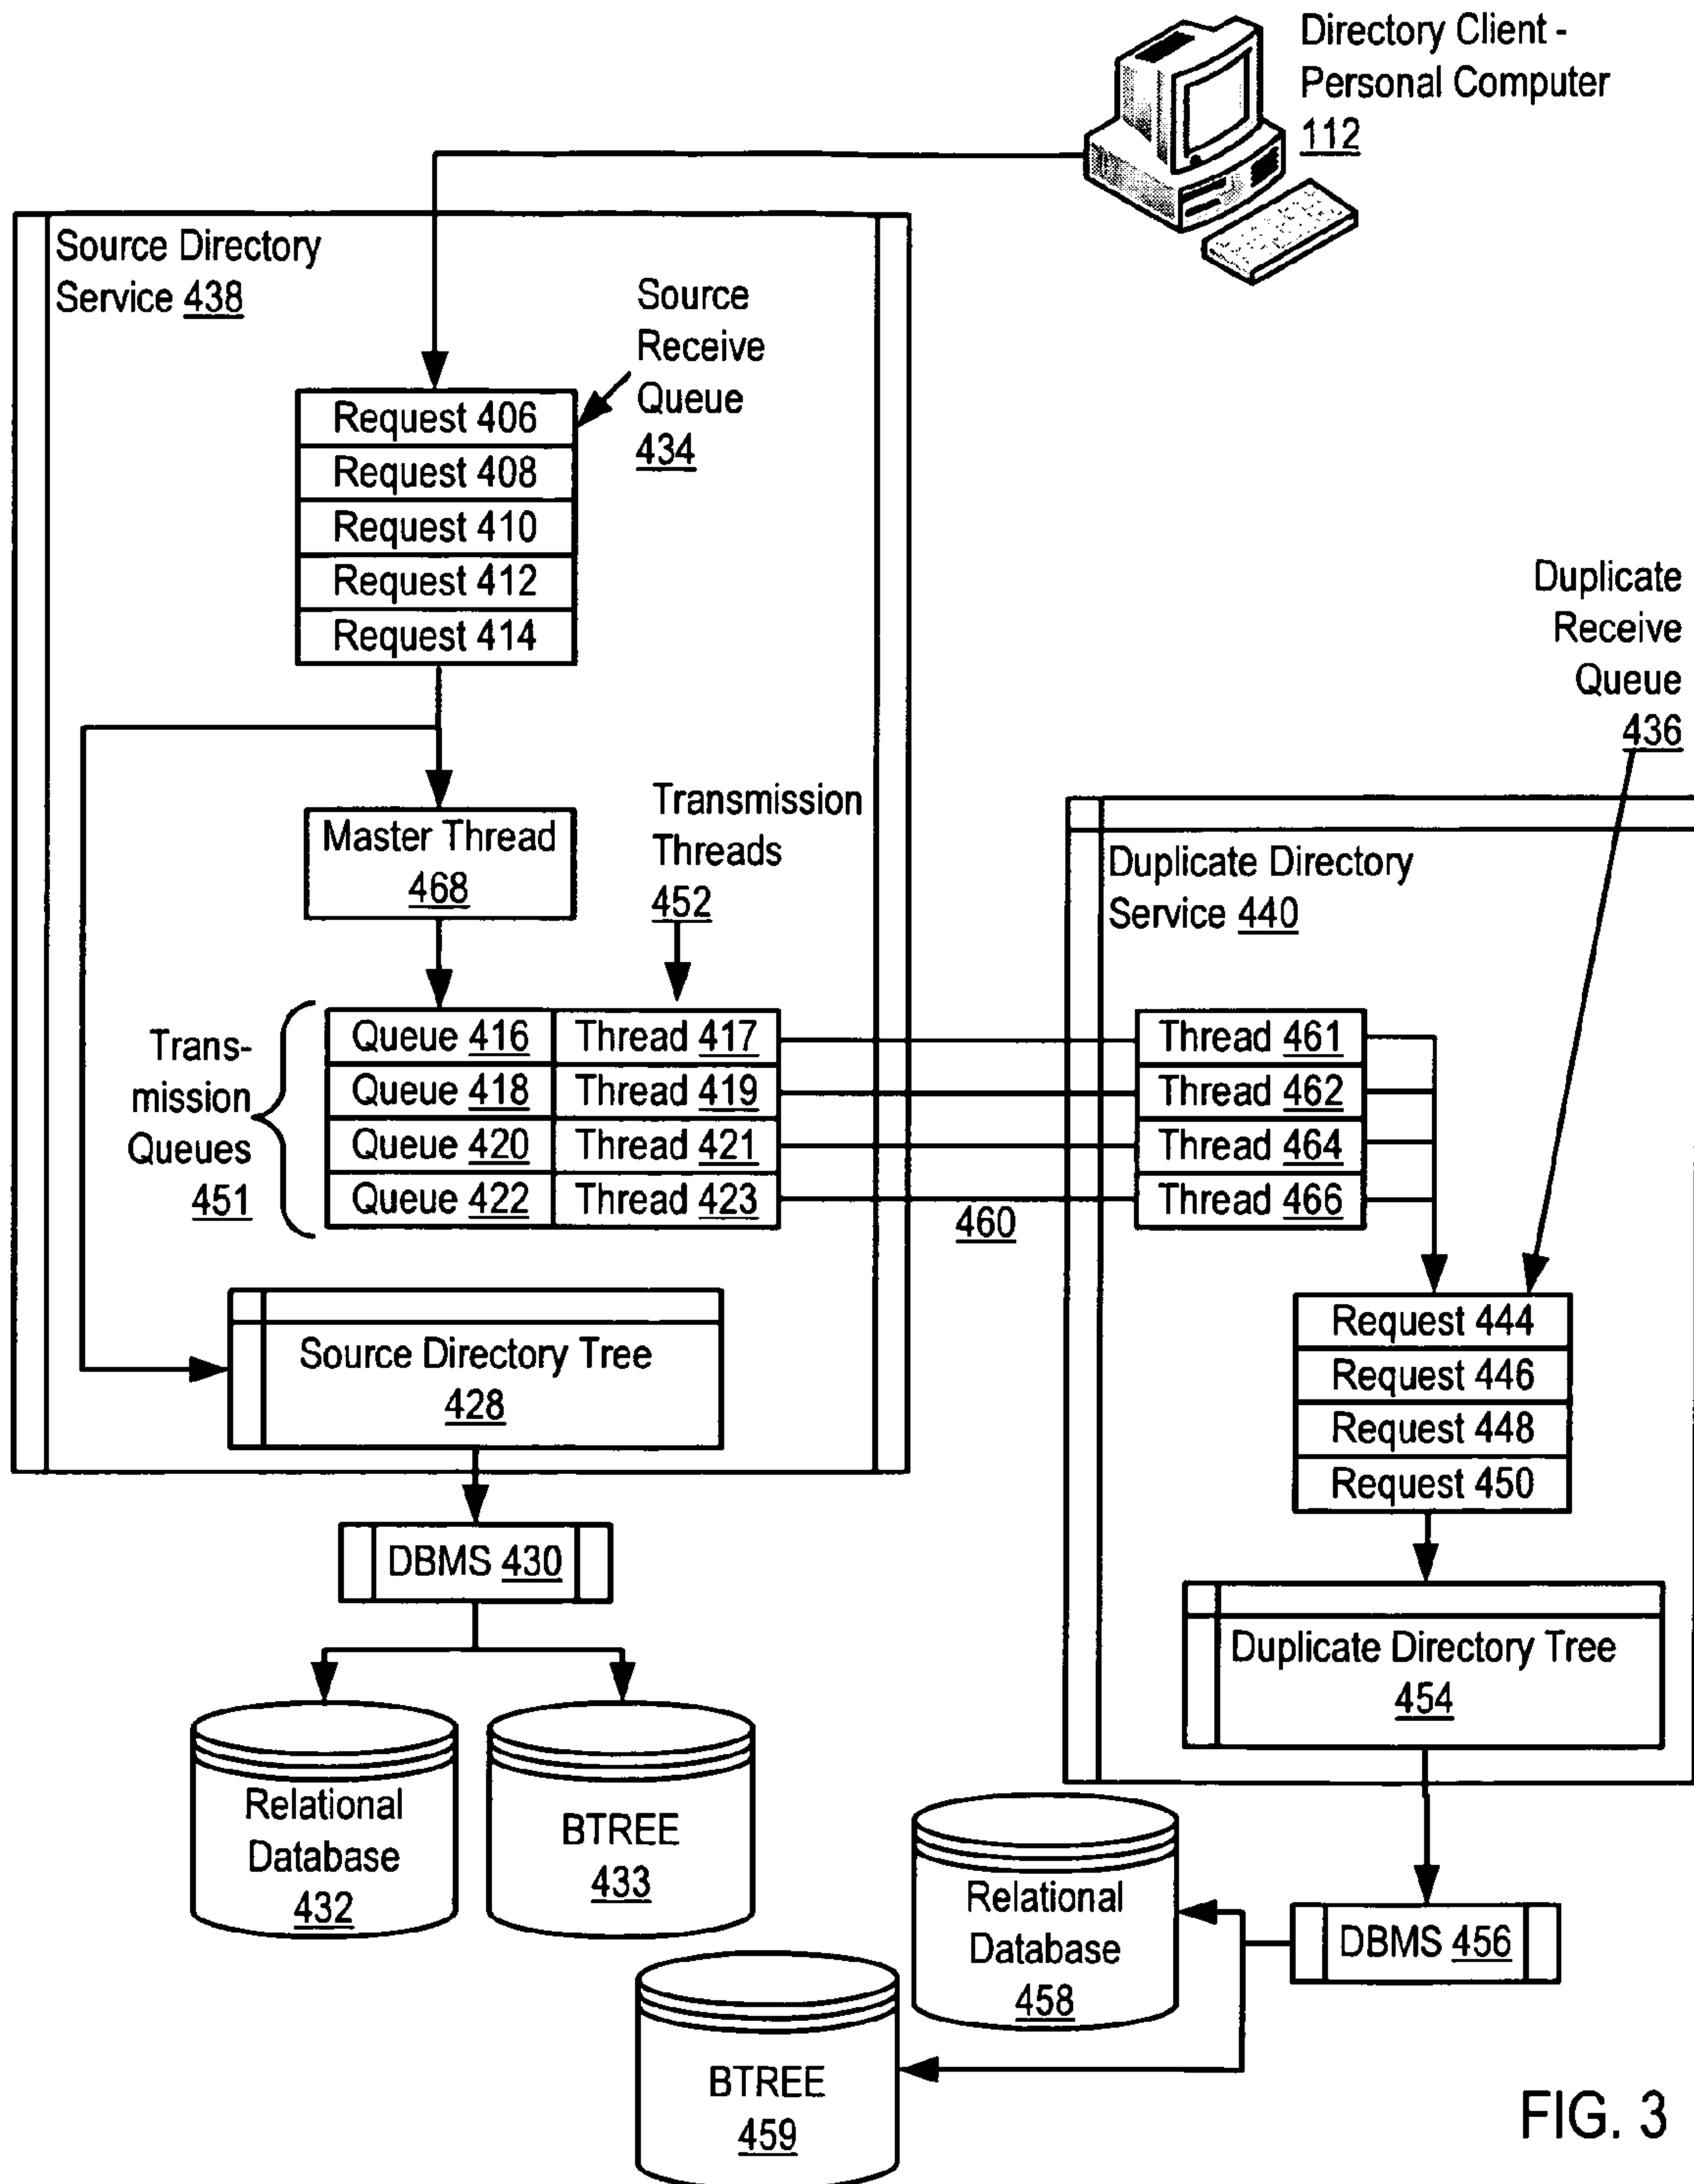 Directory Client -
Personal Computer
112
Source Directory
Service 438
Source
Receive
Queue
434
Request 406
Request 408
Request 410
Request 412
Request 414
Duplicate
Receive
Queue
436
Master Thread
468
Transmission
Threads
452
Duplicate Directory
Service 440
Trans-
mission
Queues
451
Queue 416 Thread 417
Queue 418 Thread 419
Queue 420 Thread 421
Queue 422 Thread 423
460
Thread 461
Thread 462
Thread 464
Thread 466
Request 444
Request 446
Request 448
Request 450
Source Directory Tree
428
DBMS 430
Duplicate Directory Tree
454
Relational
Database
432
BTREE
433
Relational
Database
458
DBMS 456
BTREE
459
FIG. 3